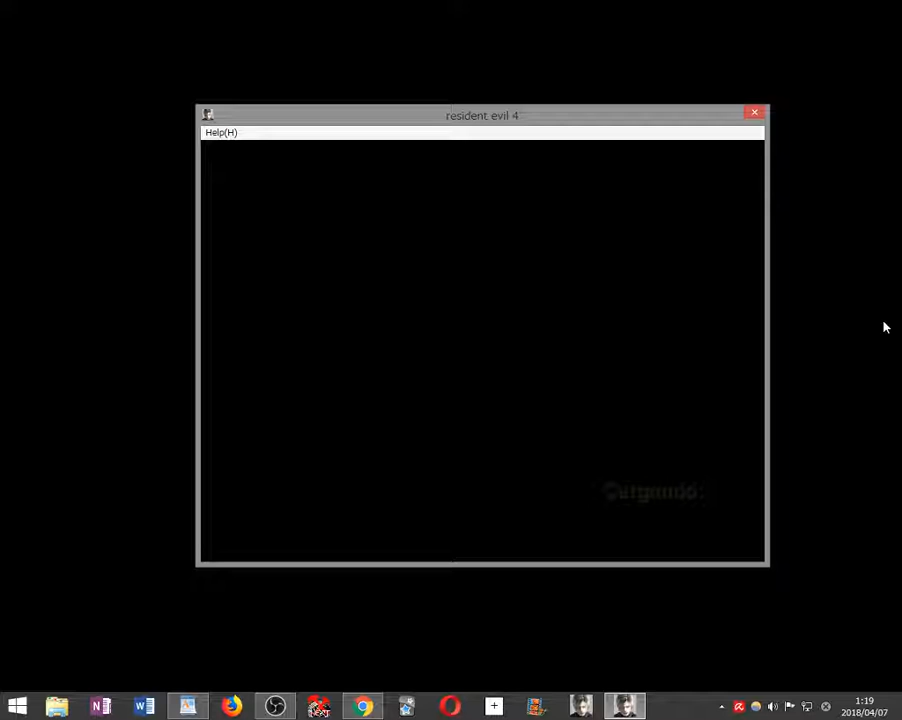 resident evil 4
Help(H)
Cargando:
1:19
2018/04/07